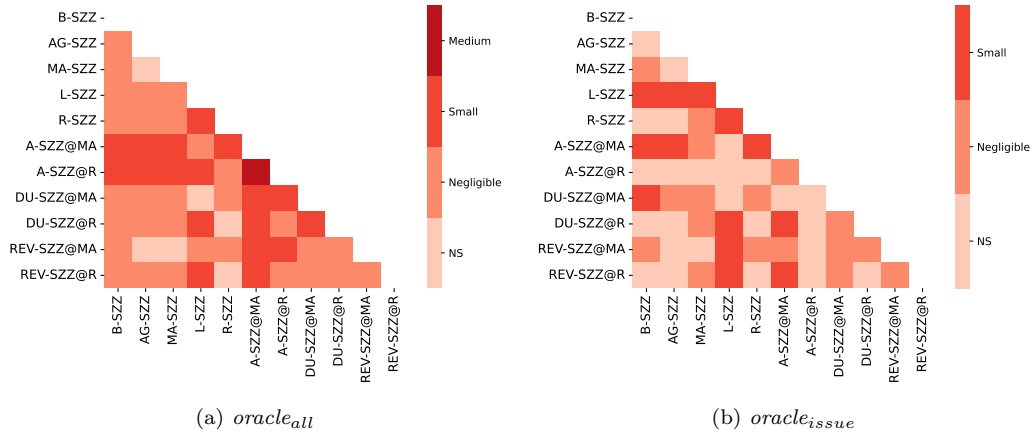 B-SZZ
AG-SZZ
MA-SZZ
L-SZZ
R-SZZ
A-SZZ@MA
A-SZZ@R
DU-SZZ@MA
DU-SZZ@R
REV-SZZ@MA
REV-SZZ@R
B-SZZ
AG-SZZ
MA-SZZ
L-SZZ
R-SZZ
A-SZZ@MA
A-SZZ@R
DU-SZZ@MA
DU-SZZ@R
REV-SZZ@MA
REV-SZZ@R
Medium
Small
Negligible
NS
(a) oracleall
B-SZZ
AG-SZZ
MA-SZZ
L-SZZ
R-SZZ
A-SZZ@MA
A-SZZ@R
DU-SZZ@MA
DU-SZZ@R
REV-SZZ@MA
REV-SZZ@R
B-SZZ
AG-SZZ
MA-SZZ
L-SZZ
R-SZZ
A-SZZ@MA
A-SZZ@R
DU-SZZ@MA
DU-SZZ@R
REV-SZZ@MA
REV-SZZ@R
Small
Negligible
NS
(b) oracleissue